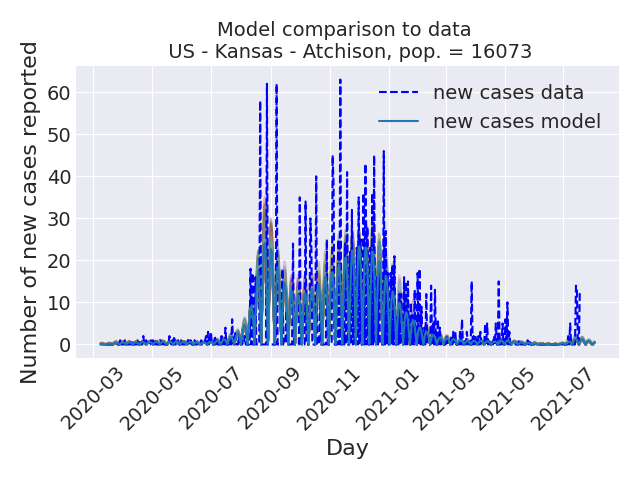 Model comparison to data
US - Kansas - Atchison, pop. = 16073
Number of new cases reported
60
50
40
30
20
10
0
new cases data
new cases model
2020-03
2020-05
2020-07
2020-09
2020-11
2021-01
2021-03
2021-05
2021-07
Day